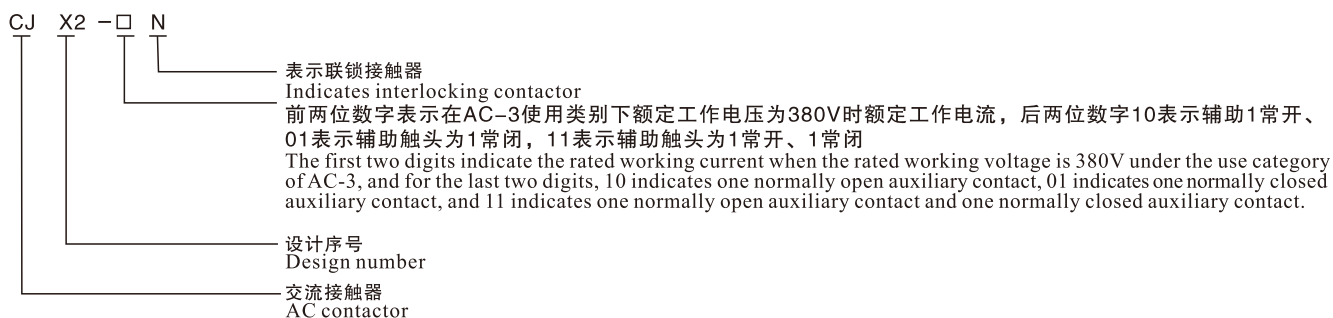 CJ X2 -□ N
表示联锁接触器
Indicates interlocking contactor
前两位数字表示在AC-3使用类别下额定工作电压为380V时额定工作电流，后两位数字10表示辅助1常开、
01表示辅助触头为1常闭，11表示辅助触头为1常开、1常闭
The first two digits indicate the rated working current when the rated working voltage is 380V under the use category
of AC-3, and for the last two digits, 10 indicates one normally open auxiliary contact, 01 indicates one normally closed
auxiliary contact, and 11 indicates one normally open auxiliary contact and one normally closed auxiliary contact.
设计序号
Design number
交流接触器
AC contactor